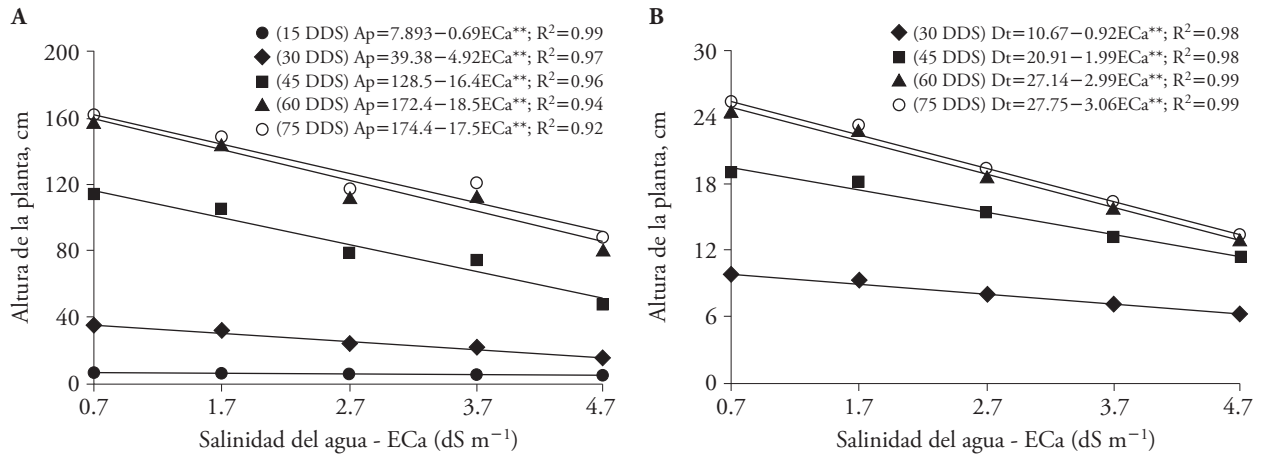 A
(15 DDS) Ap=7.893−0.69ECa**; R²=0.99
(30 DDS) Ap=39.38−4.92ECa**; R²=0.97
(45 DDS) Ap=128.5−16.4ECa**; R²=0.96
(60 DDS) Ap=172.4−18.5ECa**; R²=0.94
(75 DDS) Ap=174.4−17.5ECa**; R²=0.92
Altura de la planta, cm
200
160
120
80
40
0
0.7 1.7 2.7 3.7 4.7
Salinidad del agua - ECa (dS m⁻¹)
B
(30 DDS) Dt=10.67−0.92ECa**; R²=0.98
(45 DDS) Dt=20.91−1.99ECa**; R²=0.98
(60 DDS) Dt=27.14−2.99ECa**; R²=0.99
(75 DDS) Dt=27.75−3.06ECa**; R²=0.99
Altura de la planta, cm
30
24
18
12
6
0
0.7 1.7 2.7 3.7 4.7
Salinidad del agua - ECa (dS m⁻¹)